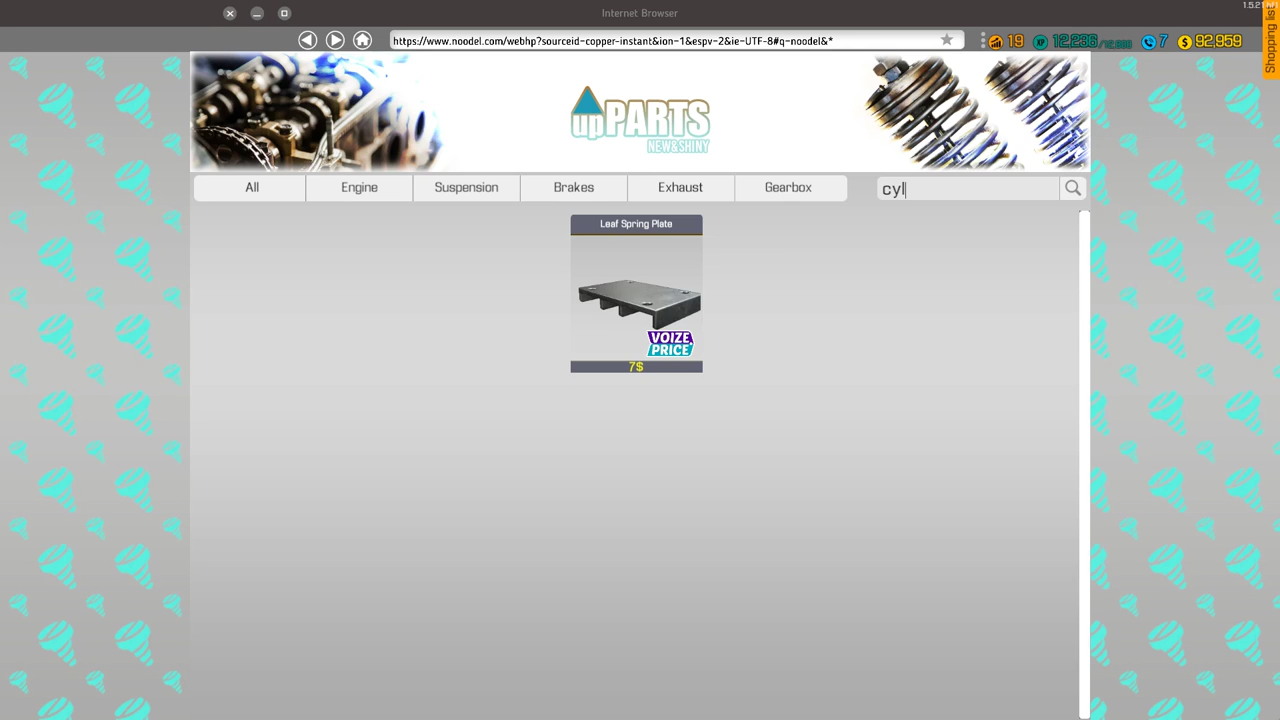 Internet Browser
1.5.21
https://www.noodel.com/webhp?sourceid-copper-instant&ion-1&espv-2&ie-UTF-8#q-noodel&*
19
XP 12,236
7
$ 92,959
Shopping list
upPARTS
NEW&SHINY
All
Engine
Suspension
Brakes
Exhaust
Gearbox
cyl
Leaf Spring Plate
VOIZE
PRICE
7$